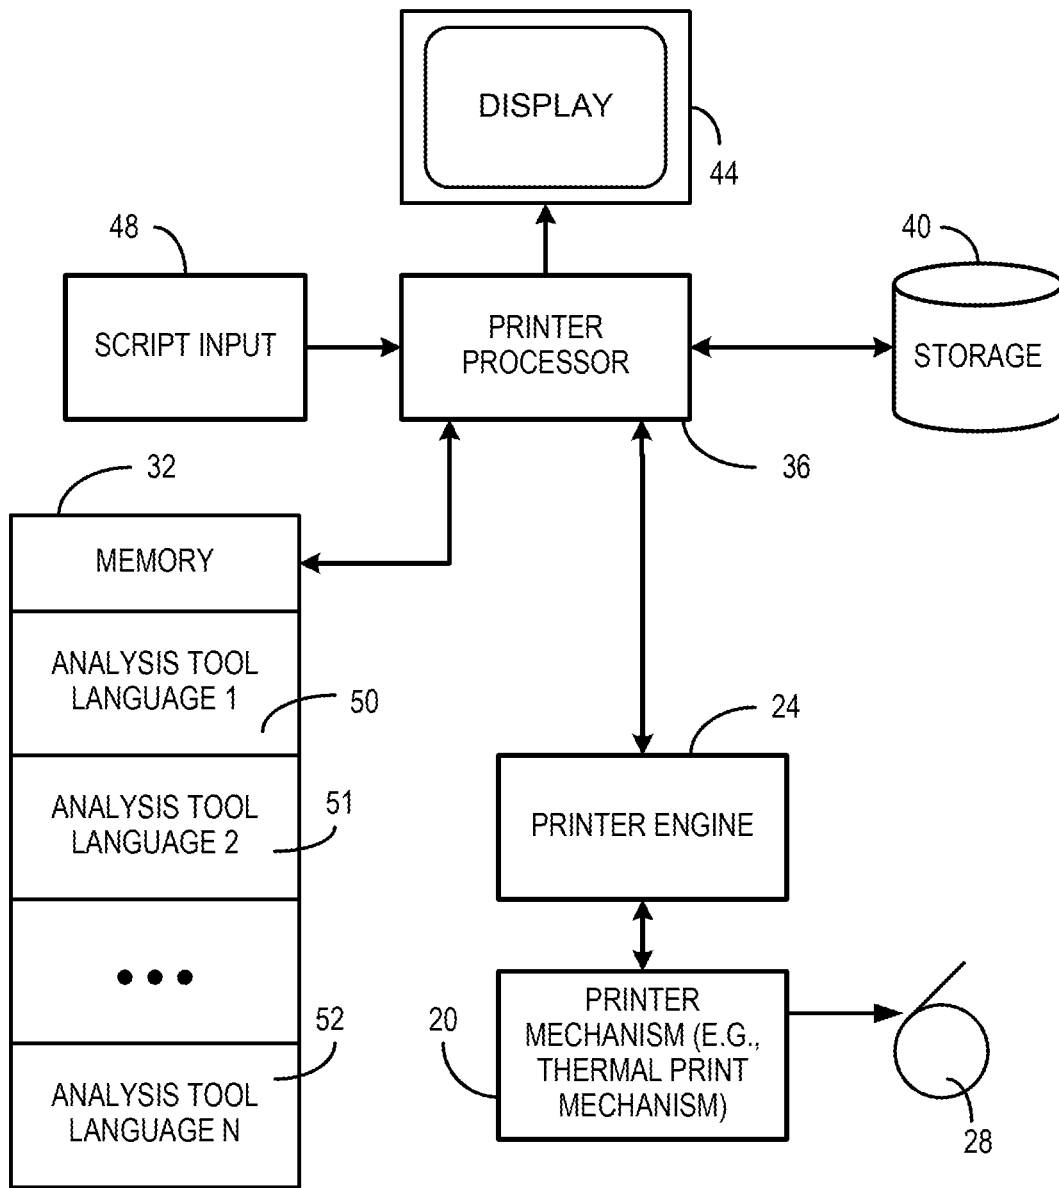 DISPLAY
44
48
40
SCRIPT INPUT
PRINTER
PROCESSOR
STORAGE
32
36
MEMORY
ANALYSIS TOOL
LANGUAGE 1
50
24
ANALYSIS TOOL
LANGUAGE 2
51
PRINTER ENGINE
•••
52
20
PRINTER
MECHANISM (E.G.,
THERMAL PRINT
MECHANISM)
ANALYSIS TOOL
LANGUAGE N
28